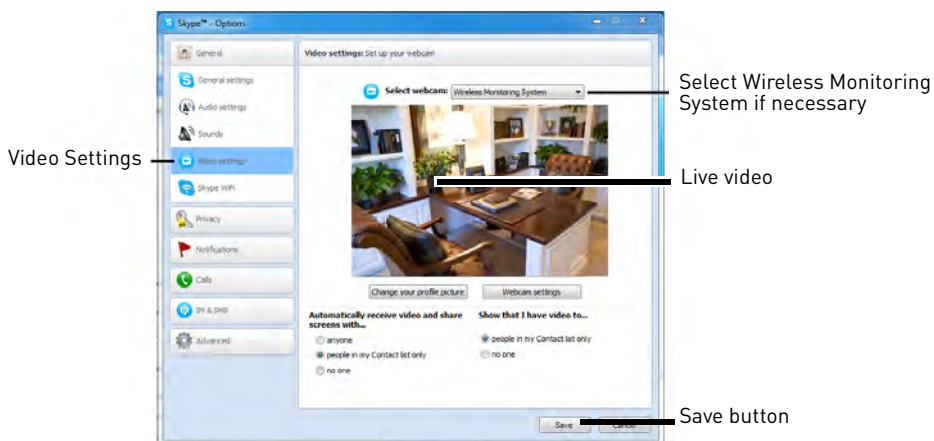 Skype™ - Options
General
General settings
Audio settings
Sounds
Video settings
Skype WiFi
Privacy
Notifications
Calls
IM & SMS
Advanced
Video settings: Set up your webcam
Select webcam: Wireless Monitoring System
Change your profile picture
Webcam settings
Automatically receive video and share
screens with...
anyone
people in my Contact list only
no one
Show that I have video to...
people in my Contact list only
no one
Save
Cancel
Video Settings
Select Wireless Monitoring
System if necessary
Live video
Save button